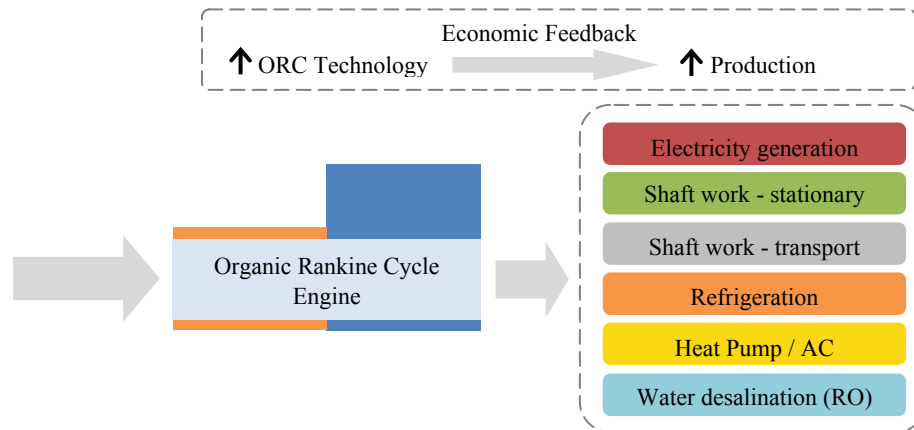 Economic Feedback
ORC Technology
Production
Electricity generation
Shaft work - stationary
Shaft work - transport
Organic Rankine Cycle
Engine
Refrigeration
Heat Pump / AC
Water desalination (RO)